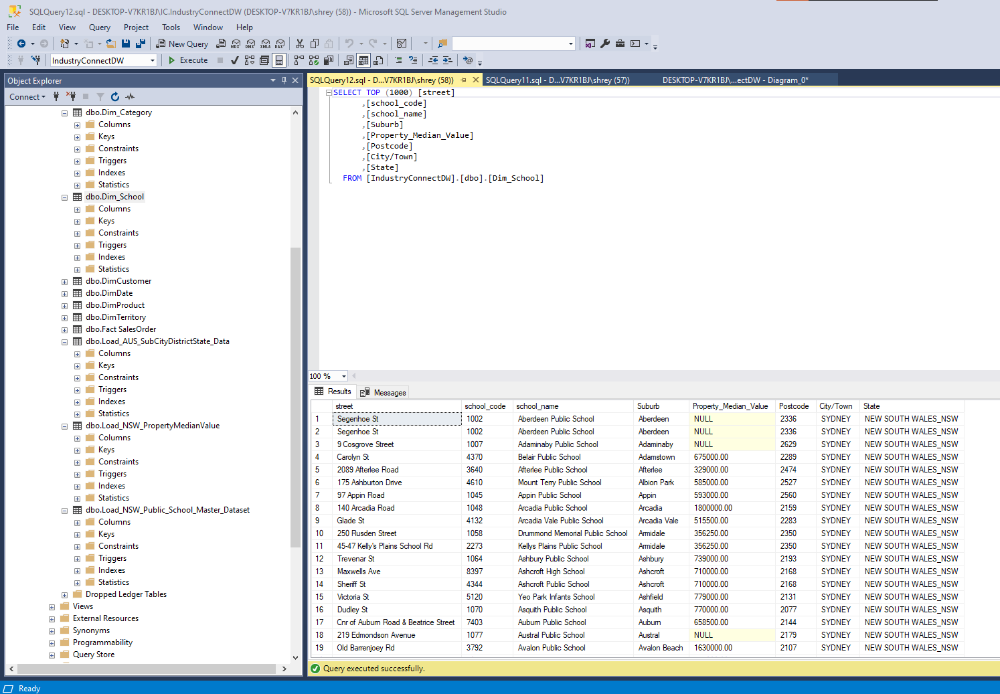 SQLQuery12.sql - DESKTOP-V7KR1BJ\IC.IndustryConnectDW (DESKTOP-V7KR1BJ\shrey (58)) - Microsoft SQL Server Management Studio
File Edit View Query Project Tools Window Help
New Query MDX DMX XMLA DAX
IndustryConnectDW Execute
Object Explorer
Connect
dbo.Dim_Category
Columns
Keys
Constraints
Triggers
Indexes
Statistics
dbo.Dim_School
Columns
Keys
Constraints
Triggers
Indexes
Statistics
dbo.DimCustomer
dbo.DimDate
dbo.DimProduct
dbo.DimTerritory
dbo.Fact SalesOrder
dbo.Load_AUS_SubCityDistrictState_Data
Columns
Keys
Constraints
Triggers
Indexes
Statistics
dbo.Load_NSW_PropertyMedianValue
Columns
Keys
Constraints
Triggers
Indexes
Statistics
dbo.Load_NSW_Public_School_Master_Dataset
Columns
Keys
Constraints
Triggers
Indexes
Statistics
Dropped Ledger Tables
Views
External Resources
Synonyms
Programmability
Query Store
SQLQuery12.sql - D...V7KR1BJ\shrey (58)) SQLQuery11.sql - D...V7KR1BJ\shrey (57)) DESKTOP-V7KR1BJ\...ectDW - Diagram_0*
SELECT TOP (1000) [street]
,[school_code]
,[school_name]
,[Suburb]
,[Property_Median_Value]
,[Postcode]
,[City/Town]
,[State]
FROM [IndustryConnectDW].[dbo].[Dim_School]
100 %
Results Messages
street school_code school_name Suburb Property_Median_Value Postcode City/Town State
1 Segenhoe St 1002 Aberdeen Public School Aberdeen NULL 2336 SYDNEY NEW SOUTH WALES_NSW
2 Segenhoe St 1002 Aberdeen Public School Aberdeen NULL 2336 SYDNEY NEW SOUTH WALES_NSW
3 9 Cosgrove Street 1007 Adaminaby Public School Adaminaby NULL 2629 SYDNEY NEW SOUTH WALES_NSW
4 Carolyn St 4370 Belair Public School Adamstown 675000.00 2289 SYDNEY NEW SOUTH WALES_NSW
5 2089 Afterlee Road 3640 Afterlee Public School Afterlee 329000.00 2474 SYDNEY NEW SOUTH WALES_NSW
6 175 Ashburton Drive 4610 Mount Terry Public School Albion Park 585000.00 2527 SYDNEY NEW SOUTH WALES_NSW
7 97 Appin Road 1045 Appin Public School Appin 593000.00 2560 SYDNEY NEW SOUTH WALES_NSW
8 140 Arcadia Road 1048 Arcadia Public School Arcadia 1800000.00 2159 SYDNEY NEW SOUTH WALES_NSW
9 Glade St 4132 Arcadia Vale Public School Arcadia Vale 515500.00 2283 SYDNEY NEW SOUTH WALES_NSW
10 250 Rusden Street 1058 Drummond Memorial Public School Armidale 356250.00 2350 SYDNEY NEW SOUTH WALES_NSW
11 45-47 Kelly's Plains School Rd 2273 Kellys Plains Public School Armidale 356250.00 2350 SYDNEY NEW SOUTH WALES_NSW
12 Trevenar St 1064 Ashbury Public School Ashbury 739000.00 2193 SYDNEY NEW SOUTH WALES_NSW
13 Maxwells Ave 8397 Ashcroft High School Ashcroft 710000.00 2168 SYDNEY NEW SOUTH WALES_NSW
14 Sheriff St 4344 Ashcroft Public School Ashcroft 710000.00 2168 SYDNEY NEW SOUTH WALES_NSW
15 Victoria St 5120 Yeo Park Infants School Ashfield 779000.00 2131 SYDNEY NEW SOUTH WALES_NSW
16 Dudley St 1070 Asquith Public School Asquith 770000.00 2077 SYDNEY NEW SOUTH WALES_NSW
17 Cnr of Auburn Road & Beatrice Street 7403 Auburn Public School Auburn 658500.00 2144 SYDNEY NEW SOUTH WALES_NSW
18 219 Edmondson Avenue 1077 Austral Public School Austral NULL 2179 SYDNEY NEW SOUTH WALES_NSW
19 Old Barrenjoey Rd 3792 Avalon Public School Avalon Beach 1630000.00 2107 SYDNEY NEW SOUTH WALES_NSW
Query executed successfully.
Ready